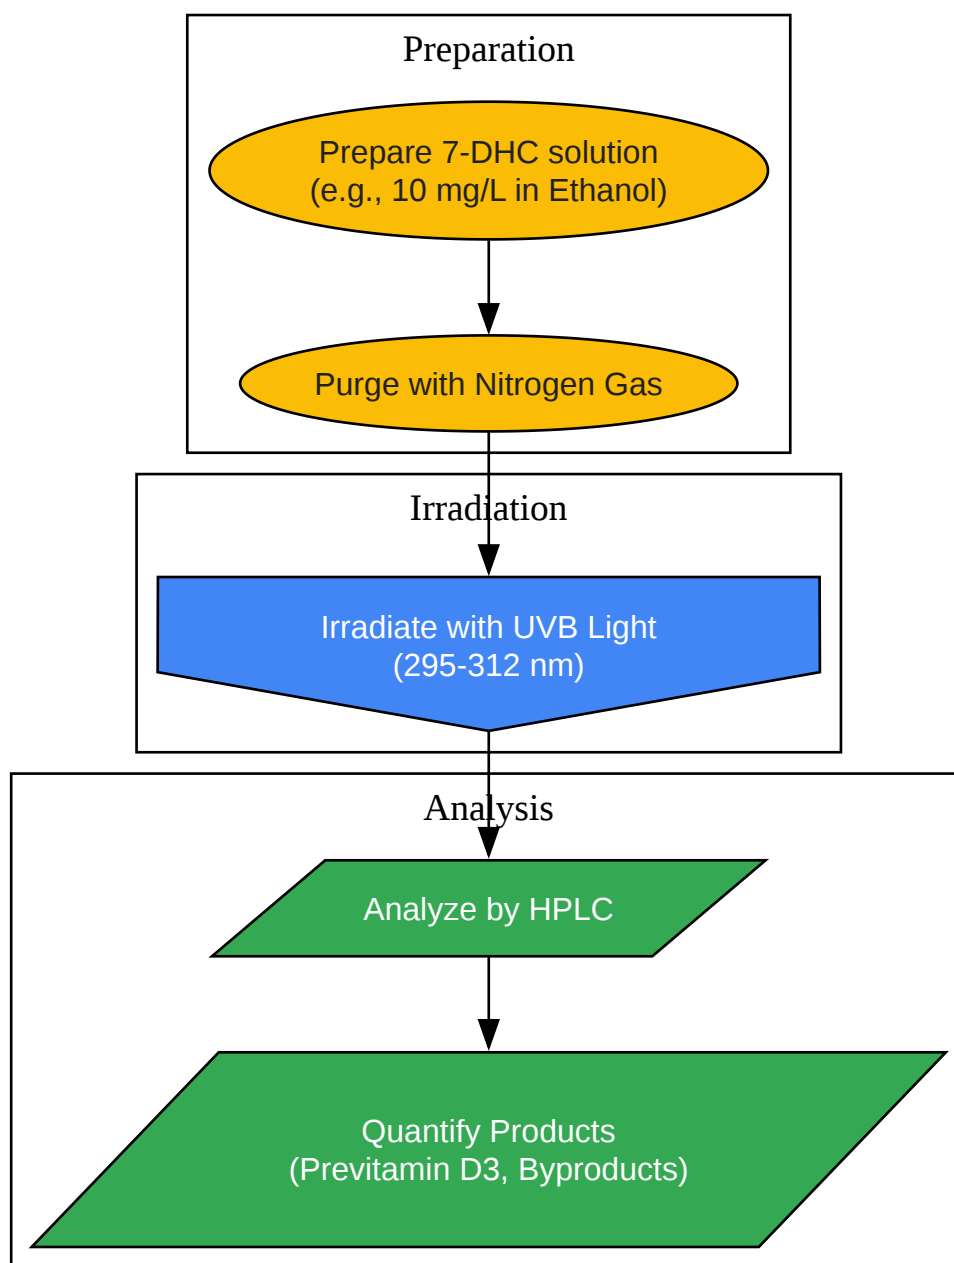 Preparation
Prepare 7-DHC solution
(e.g., 10 mg/L in Ethanol)
Purge with Nitrogen Gas
Irradiation
Irradiate with UVB Light
(295-312 nm)
Analysis
Analyze by HPLC
Quantify Products
(Previtamin D3, Byproducts)